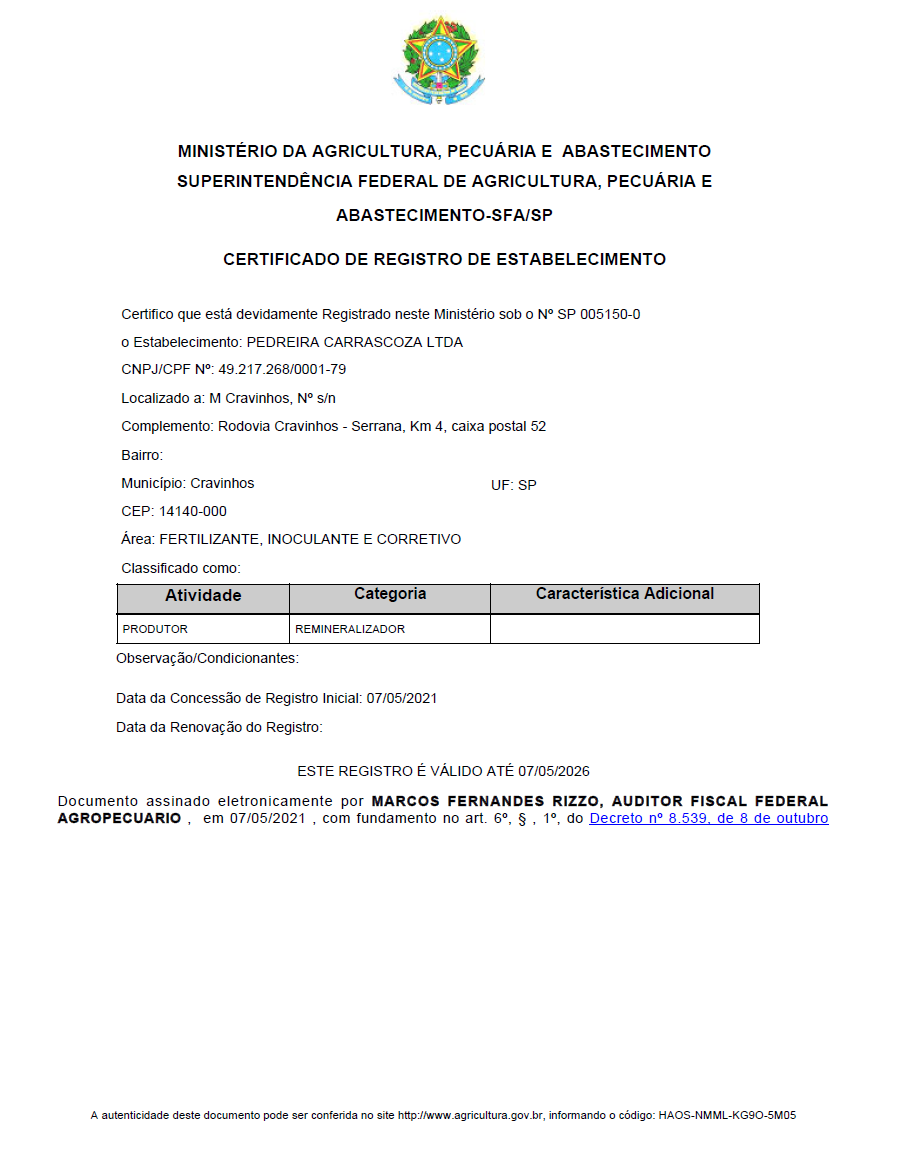 MINISTÉRIO DA AGRICULTURA, PECUÁRIA E ABASTECIMENTO
SUPERINTENDÊNCIA FEDERAL DE AGRICULTURA, PECUÁRIA E
ABASTECIMENTO-SFA/SP
CERTIFICADO DE REGISTRO DE ESTABELECIMENTO
Certifico que está devidamente Registrado neste Ministério sob o Nº SP 005150-0
o Estabelecimento: PEDREIRA CARRASCOZA LTDA
CNPJ/CPF Nº: 49.217.268/0001-79
Localizado a: M Cravinhos, Nº s/n
Complemento: Rodovia Cravinhos - Serrana, Km 4, caixa postal 52
Bairro:
Município: Cravinhos UF: SP
CEP: 14140-000
Área: FERTILIZANTE, INOCULANTE E CORRETIVO
Classificado como:
Atividade Categoria Característica Adicional
PRODUTOR REMINERALIZADOR
Observação/Condicionantes:
Data da Concessão de Registro Inicial: 07/05/2021
Data da Renovação do Registro:
ESTE REGISTRO É VÁLIDO ATÉ 07/05/2026
Documento assinado eletronicamente por MARCOS FERNANDES RIZZO, AUDITOR FISCAL FEDERAL
AGROPECUARIO , em 07/05/2021 , com fundamento no art. 6º, § , 1º, do Decreto nº 8.539, de 8 de outubro
A autenticidade deste documento pode ser conferida no site http://www.agricultura.gov.br, informando o código: HAOS-NMML-KG9O-5M05